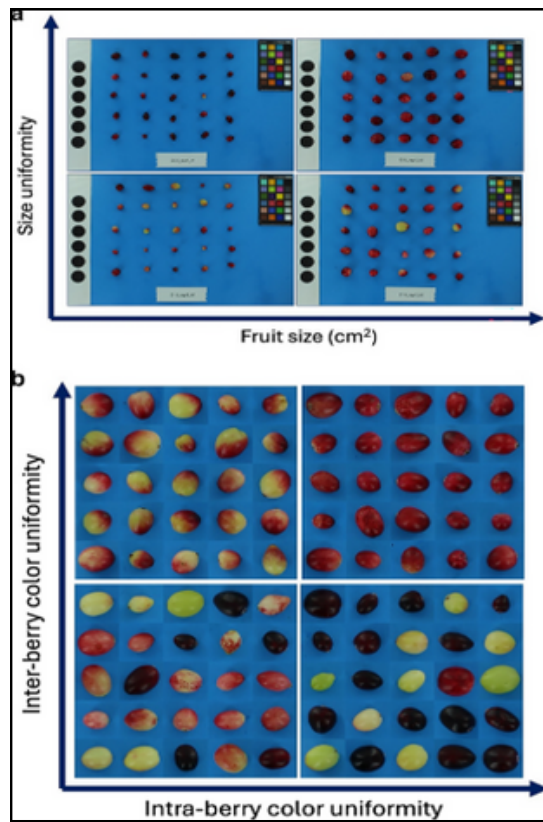 a
Size uniformity
Fruit size (cm²)
b
Inter-berry color uniformity
Intra-berry color uniformity